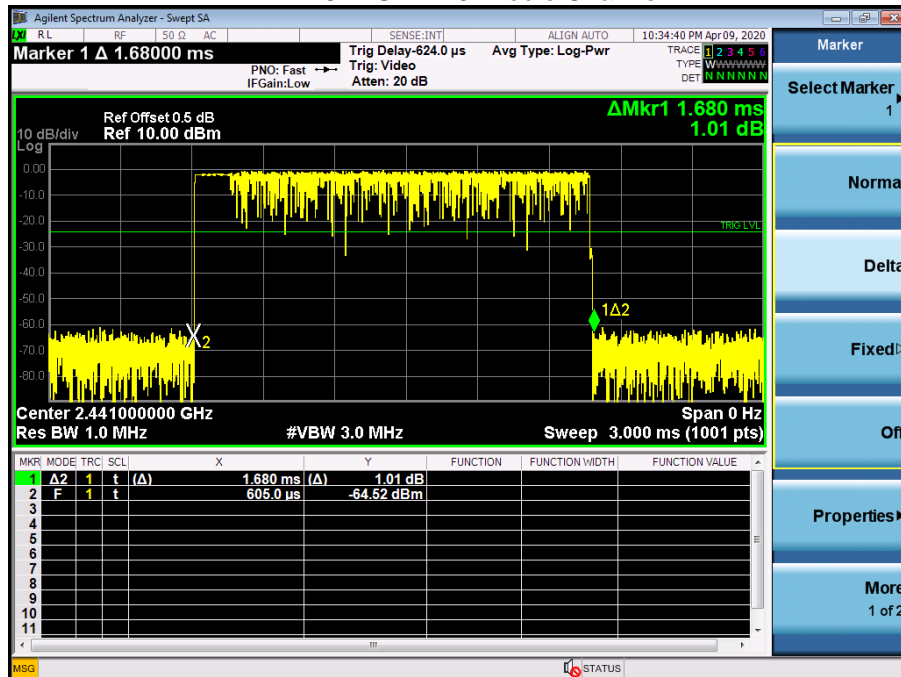 Agilent Spectrum Analyzer - Swept SA
LXI RL RF 50 Ω AC SENSE:INT ALIGN AUTO 10:34:40 PM Apr 09, 2020
Marker 1 Δ 1.68000 ms
PNO: Fast
IFGain:Low
Trig Delay-624.0 µs
Trig: Video
Atten: 20 dB
Avg Type: Log-Pwr
TRACE 1 2 3 4 5 6
TYPE WWWWWWW
DET N N N N N N
ΔMkr1 1.680 ms
1.01 dB
Ref Offset 0.5 dB
10 dB/div Ref 10.00 dBm
Log
0.00
-10.0
-20.0
TRIG LVL
-30.0
-40.0
-50.0
1Δ2
-60.0
2
-70.0
-80.0
Center 2.441000000 GHz Span 0 Hz
Res BW 1.0 MHz #VBW 3.0 MHz Sweep 3.000 ms (1001 pts)
MKR MODE TRC SCL X Y FUNCTION FUNCTION WIDTH FUNCTION VALUE
1 Δ2 1 t (Δ) 1.680 ms (Δ) 1.01 dB
2 F 1 t 605.0 µs -64.52 dBm
3
4
5
6
7
8
9
10
11
MSG STATUS
Marker
Select Marker
1
Norma
Delta
Fixed
Off
Properties
More
1 of 2